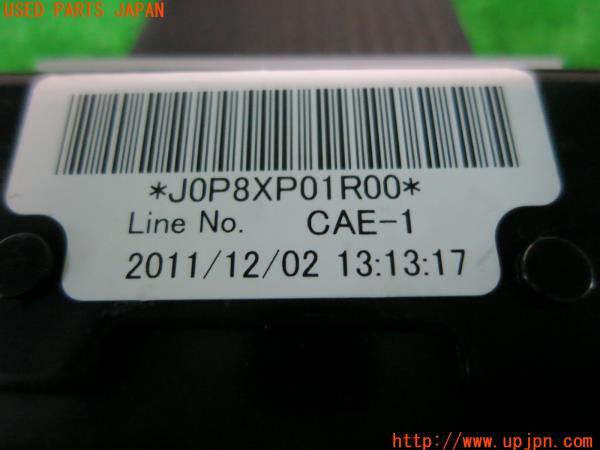 USED PARTS JAPAN
*J0P8XP01R00*
Line No. CAE-1
2011/12/02 13:13:17
http://www.upjpn.com/